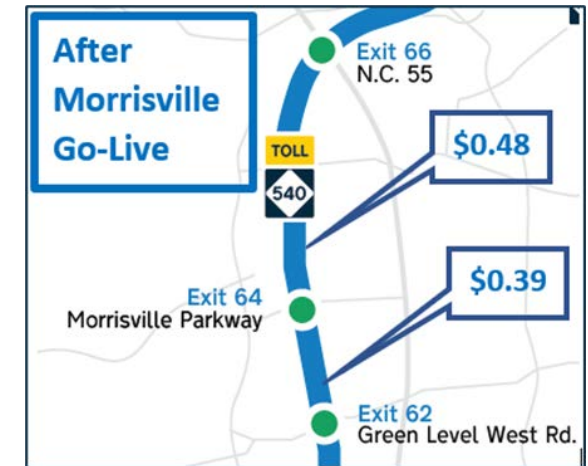 After
Morrisville
Go-Live
Exit 66
N.C. 55
TOLL
540
$0.48
$0.39
Exit 64
Morrisville Parkway
Exit 62
Green Level West Rd.